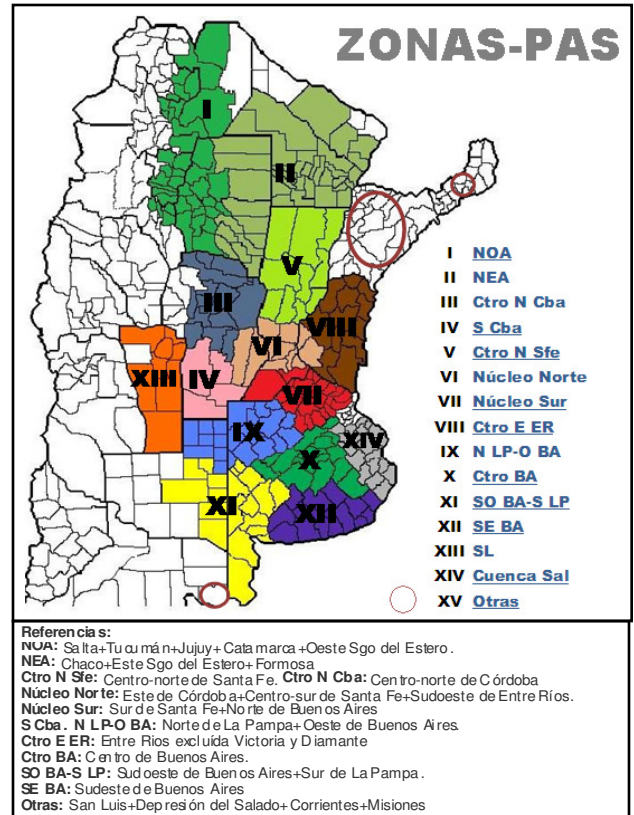 ZONAS-PAS
I
II
III
V
VIII
VI
XIII
IV
VII
IX
XIV
X
XI
XII
I NOA
II NEA
III Ctro N Cba
IV S Cba
V Ctro N Sfe
VI Núcleo Norte
VII Núcleo Sur
VIII Ctro E ER
IX N LP-O BA
X Ctro BA
XI SO BA-S LP
XII SE BA
XIII SL
XIV Cuenca Sal
XV Otras
Referencias:
NOA: Salta+Tucumán+Jujuy+Catamarca+Oeste Sgo del Estero.
NEA: Chaco+Este Sgo del Estero+Formosa
Ctro N Sfe: Centro-norte de Santa Fe. Ctro N Cba: Centro-norte de Córdoba
Núcleo Norte: Este de Córdoba+Centro-sur de Santa Fe+Sudoeste de Entre Ríos.
Núcleo Sur: Sur de Santa Fe+Norte de Buenos Aires
S Cba. N LP-O BA: Norte de La Pampa+Oeste de Buenos Aires.
Ctro E ER: Entre Rios excluída Victoria y Diamante
Ctro BA: Centro de Buenos Aires.
SO BA-S LP: Sudoeste de Buenos Aires+Sur de La Pampa.
SE BA: Sudeste de Buenos Aires
Otras: San Luis+Depresión del Salado+Corrientes+Misiones